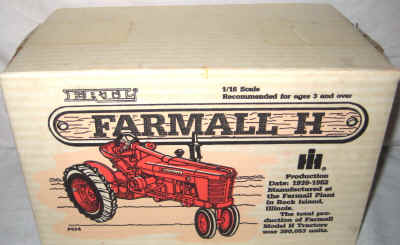 ERTL
1/16 Scale
Recommended for ages 3 and over
FARMALL H
IH
Production
Date: 1939-1953
Manufactured at
the Farmall Plant
in Rock Island,
Illinois.
The total pro-
duction of Farmall
Model H Tractors
was 390,053 units.